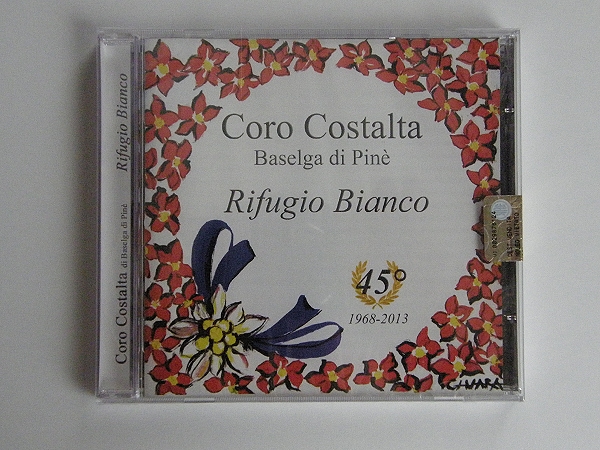 Coro Costalta
Baselga di Pinè
Rifugio Bianco
45°
1968-2013
Coro Costalta di Baselga di Pinè Rifugio Bianco